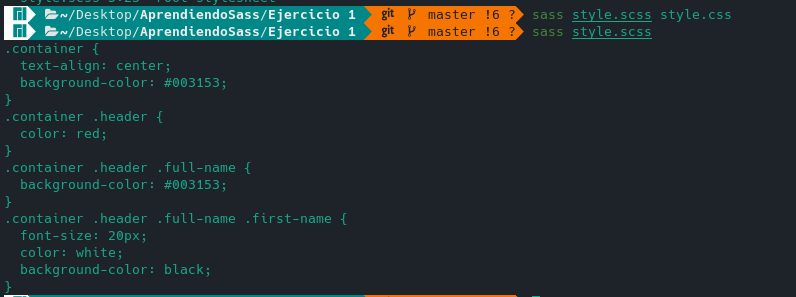 ~/Desktop/AprendiendoSass/Ejercicio 1 git master !6 ? sass style.scss style.css
~/Desktop/AprendiendoSass/Ejercicio 1 git master !6 ? sass style.scss
.container {
  text-align: center;
  background-color: #003153;
}
.container .header {
  color: red;
}
.container .header .full-name {
  background-color: #003153;
}
.container .header .full-name .first-name {
  font-size: 20px;
  color: white;
  background-color: black;
}